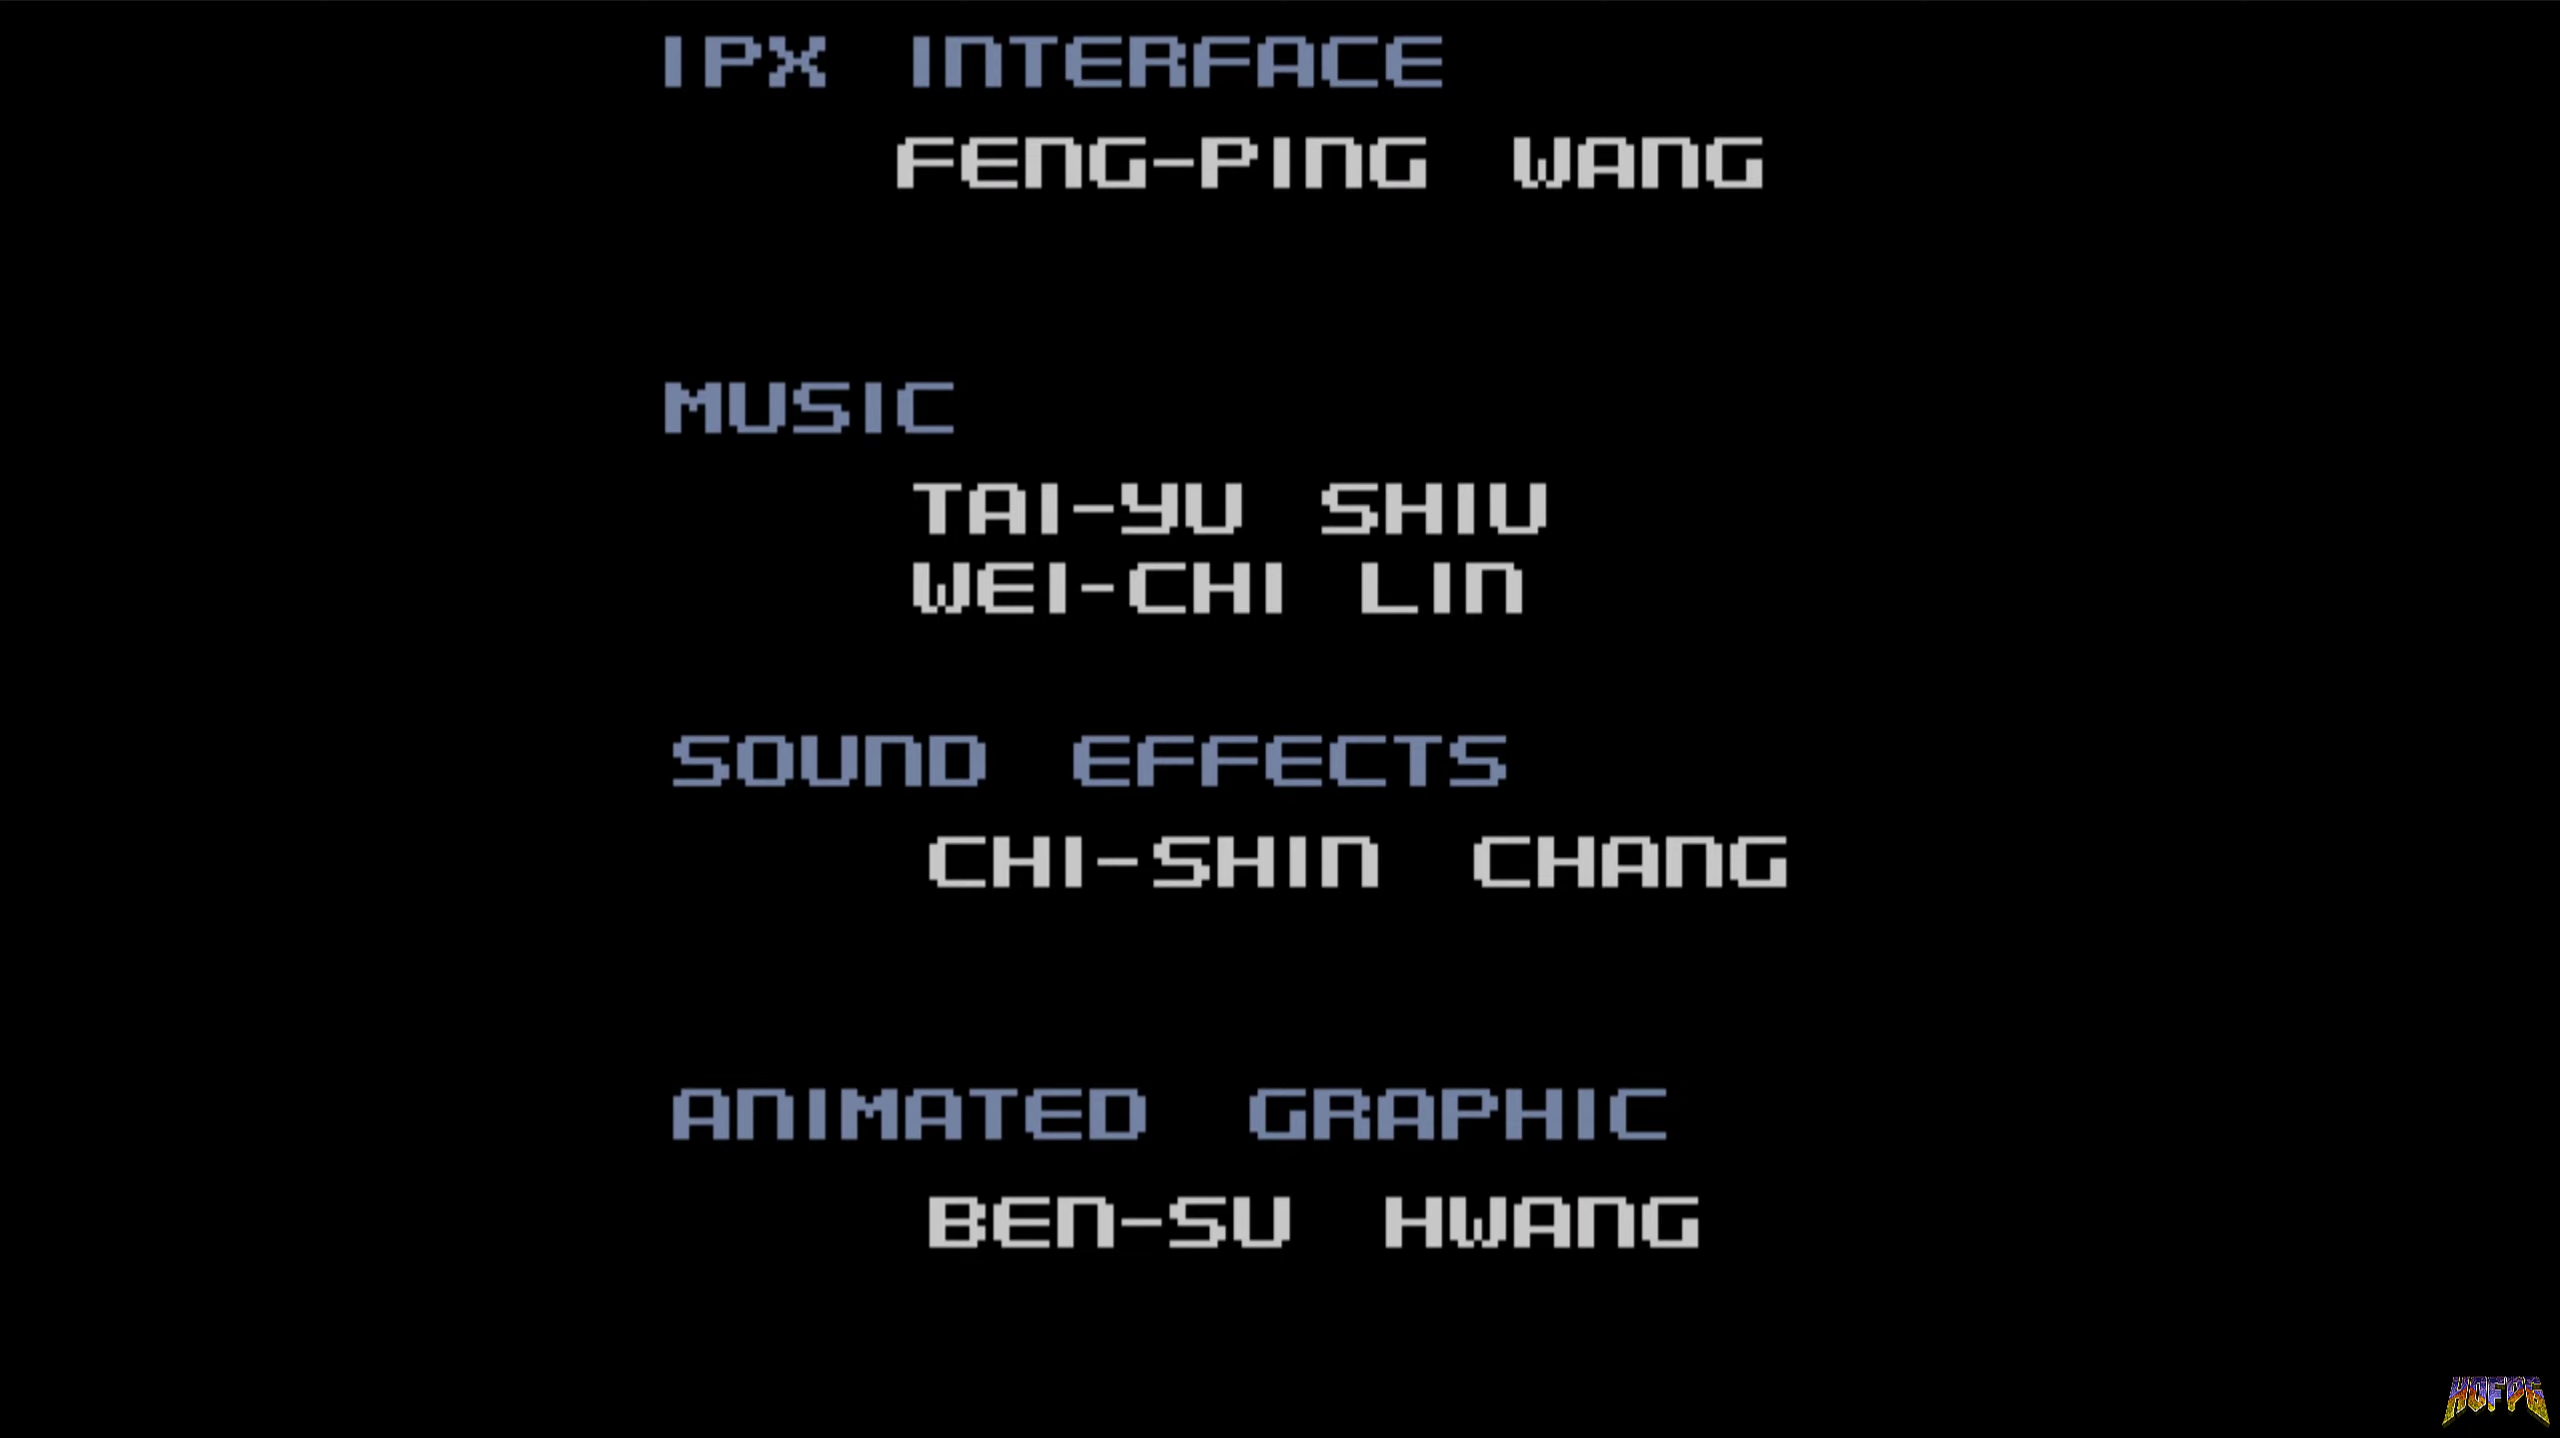 IPX INTERFACE
FENG-PING WANG
MUSIC
TAI-YU SHIU
WEI-CHI LIN
SOUND EFFECTS
CHI-SHIN CHANG
ANIMATED GRAPHIC
BEN-SU HWANG
HOFPG